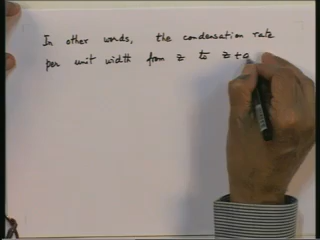 In other words, the condensation rate
per unit width from z to z +